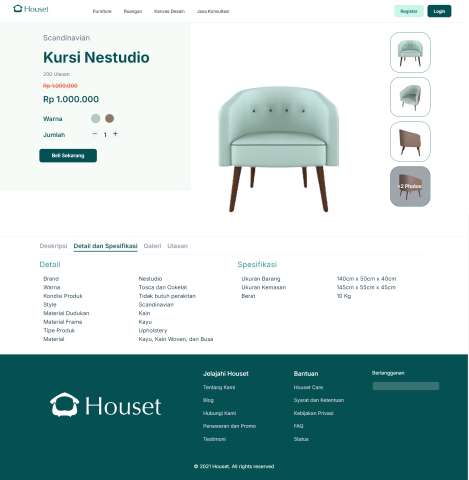 Houset
Furniture Ruangan Kanvas Desain Jasa Konsultasi Register Login
Scandinavian
Kursi Nestudio
200 Ulasan
Rp 1.090.000
Rp 1.000.000
Warna
Jumlah − 1 +
Beli Sekarang
+2 Photos
Deskripsi Detail dan Spesifikasi Galeri Ulasan
Detail Spesifikasi
Brand Nestudio Ukuran Barang 140cm x 50cm x 40cm
Warna Tosca dan Cokelat Ukuran Kemasan 145cm x 55cm x 45cm
Kondisi Produk Tidak butuh perakitan Berat 10 Kg
Style Scandinavian
Material Dudukan Kain
Material Frame Kayu
Tipe Produk Upholstery
Material Kayu, Kain Woven, dan Busa
Houset
Jelajahi Houset Bantuan Berlangganan
Tentang Kami Houset Care
Blog Syarat dan Ketentuan
Hubungi Kami Kebijakan Privasi
Penawaran dan Promo FAQ
Testimoni Status
© 2021 Houset. All rights reserved